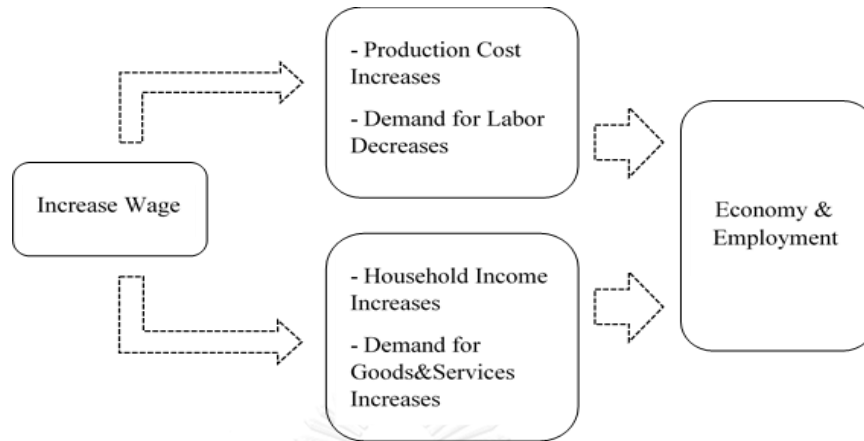 - Production Cost
Increases
- Demand for Labor
Decreases
Increase Wage
Economy &
Employment
- Household Income
Increases
- Demand for
Goods&Services
Increases